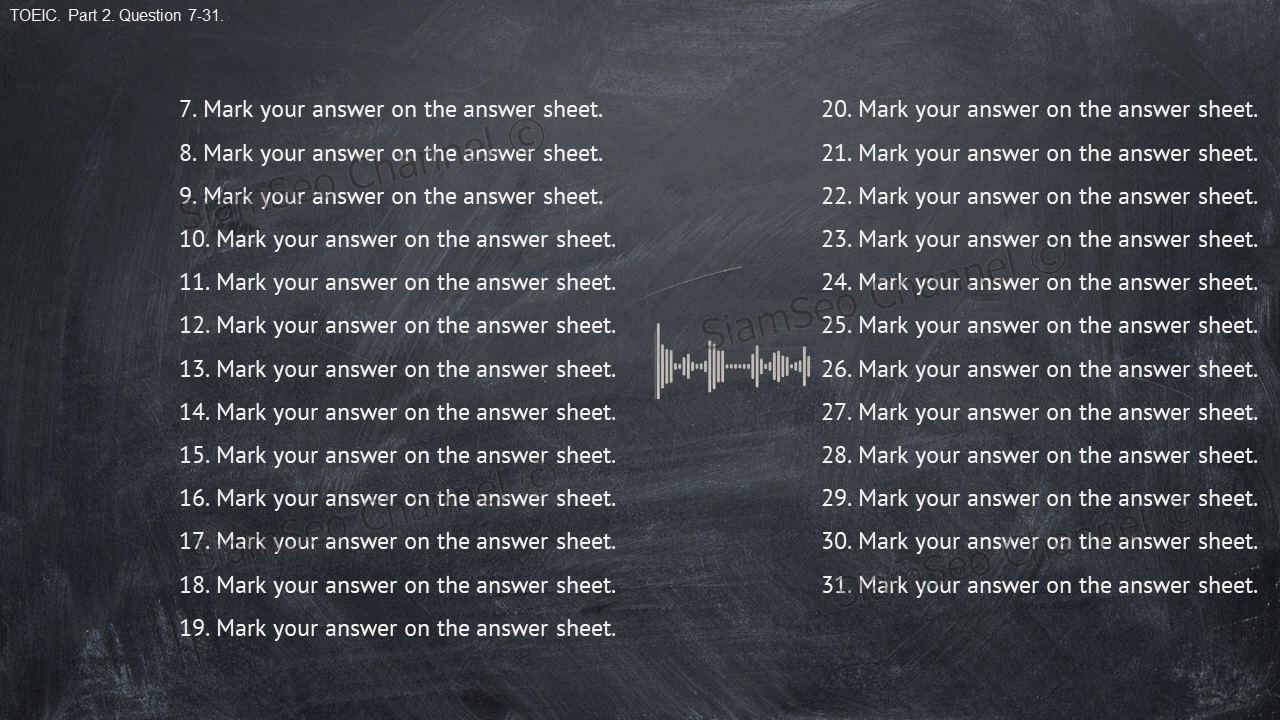 TOEIC. Part 2. Question 7-31.
7. Mark your answer on the answer sheet.
8. Mark your answer on the answer sheet.
9. Mark your answer on the answer sheet.
10. Mark your answer on the answer sheet.
11. Mark your answer on the answer sheet.
12. Mark your answer on the answer sheet.
13. Mark your answer on the answer sheet.
14. Mark your answer on the answer sheet.
15. Mark your answer on the answer sheet.
16. Mark your answer on the answer sheet.
17. Mark your answer on the answer sheet.
18. Mark your answer on the answer sheet.
19. Mark your answer on the answer sheet.
20. Mark your answer on the answer sheet.
21. Mark your answer on the answer sheet.
22. Mark your answer on the answer sheet.
23. Mark your answer on the answer sheet.
24. Mark your answer on the answer sheet.
25. Mark your answer on the answer sheet.
26. Mark your answer on the answer sheet.
27. Mark your answer on the answer sheet.
28. Mark your answer on the answer sheet.
29. Mark your answer on the answer sheet.
30. Mark your answer on the answer sheet.
31. Mark your answer on the answer sheet.
SiamSeo Channel ©
SiamSeo Channel ©
SiamSeo Channel ©
SiamSeo Channel ©